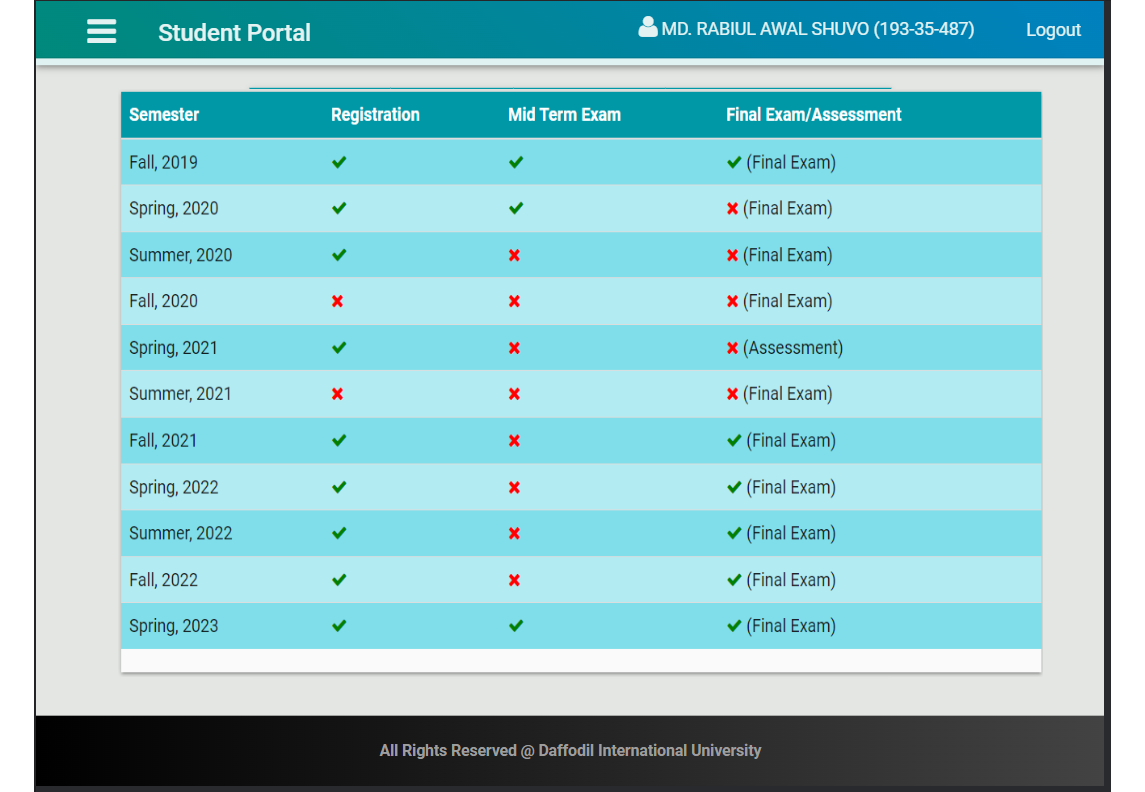 Student Portal MD. RABIUL AWAL SHUVO (193-35-487) Logout
Semester Registration Mid Term Exam Final Exam/Assessment
Fall, 2019 ✔ ✔ ✔ (Final Exam)
Spring, 2020 ✔ ✔ ✖ (Final Exam)
Summer, 2020 ✔ ✖ ✖ (Final Exam)
Fall, 2020 ✖ ✖ ✖ (Final Exam)
Spring, 2021 ✔ ✖ ✖ (Assessment)
Summer, 2021 ✖ ✖ ✖ (Final Exam)
Fall, 2021 ✔ ✖ ✔ (Final Exam)
Spring, 2022 ✔ ✖ ✔ (Final Exam)
Summer, 2022 ✔ ✖ ✔ (Final Exam)
Fall, 2022 ✔ ✖ ✔ (Final Exam)
Spring, 2023 ✔ ✔ ✔ (Final Exam)
All Rights Reserved @ Daffodil International University